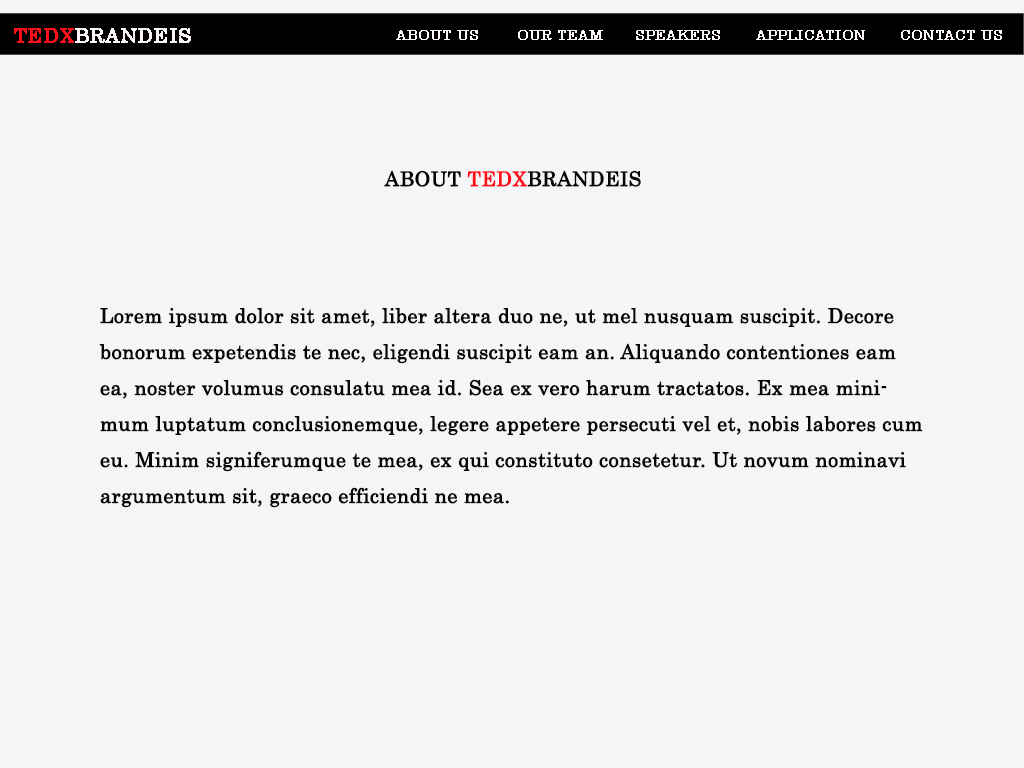 TEDXBRANDEIS ABOUT US OUR TEAM SPEAKERS APPLICATION CONTACT US
ABOUT TEDXBRANDEIS
Lorem ipsum dolor sit amet, liber altera duo ne, ut mel nusquam suscipit. Decore
bonorum expetendis te nec, eligendi suscipit eam an. Aliquando contentiones eam
ea, noster volumus consulatu mea id. Sea ex vero harum tractatos. Ex mea mini-
mum luptatum conclusionemque, legere appetere persecuti vel et, nobis labores cum
eu. Minim signiferumque te mea, ex qui constituto consetetur. Ut novum nominavi
argumentum sit, graeco efficiendi ne mea.